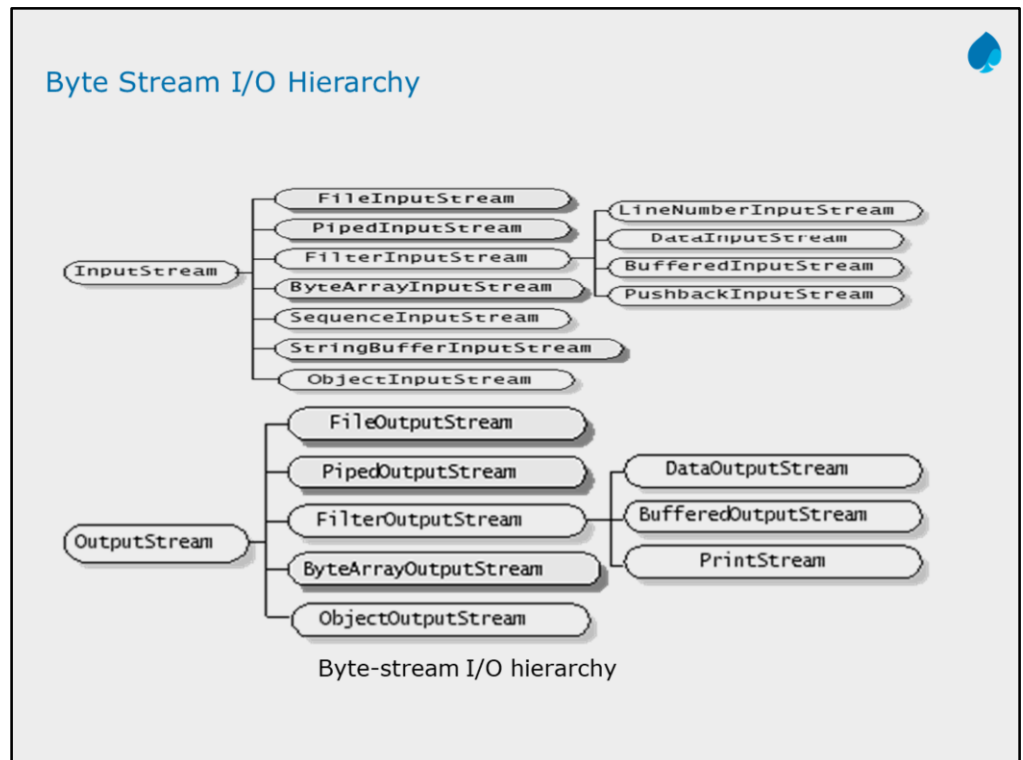 Byte Stream I/O Hierarchy
FileInputStream
PipedInputStream
FilterInputStream
InputStream
ByteArrayInputStream
SequenceInputStream
StringBufferInputStream
ObjectInputStream
LineNumberInputStream
DataInputStream
BufferedInputStream
PushbackInputStream
FileOutputStream
PipedOutputStream
FilterOutputStream
OutputStream
ByteArrayOutputStream
ObjectOutputStream
DataOutputStream
BufferedOutputStream
PrintStream
Byte-stream I/O hierarchy